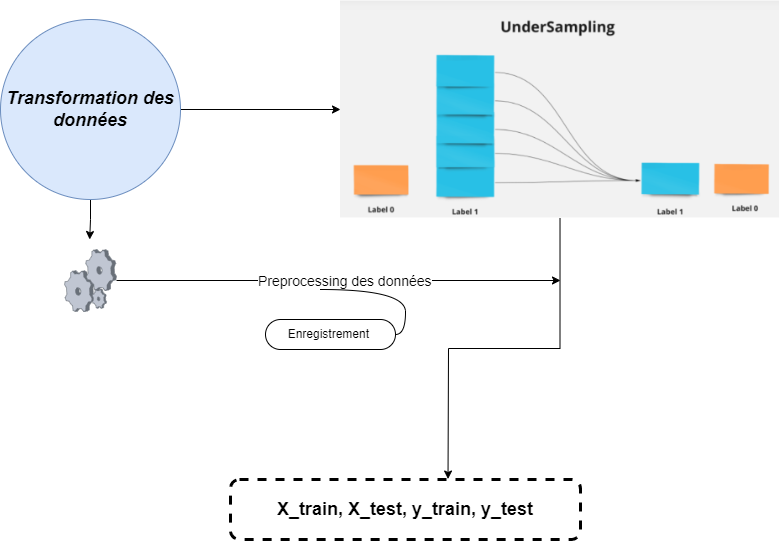 UnderSampling
Transformation des
données
Label 0
Label 1
Label 1
Label 0
Preprocessing des données
Enregistrement
X_train, X_test, y_train, y_test